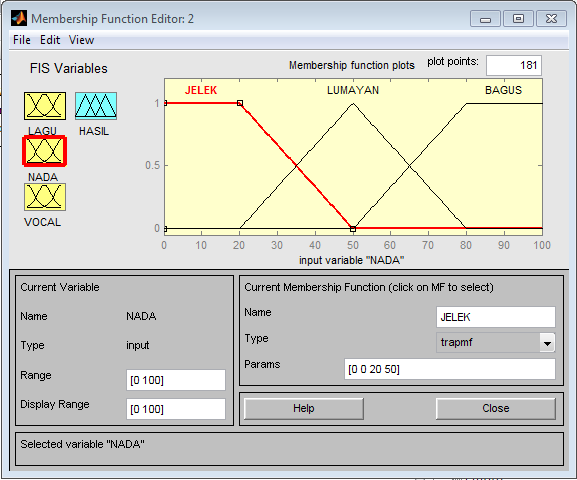 Membership Function Editor: 2
File Edit View
FIS Variables
Membership function plots
plot points:
181
LAGU
HASIL
NADA
VOCAL
JELEK
LUMAYAN
BAGUS
1
0.5
0
0 10 20 30 40 50 60 70 80 90 100
input variable "NADA"
Current Variable
Name NADA
Type input
Range [0 100]
Display Range [0 100]
Current Membership Function (click on MF to select)
Name JELEK
Type trapmf
Params [0 0 20 50]
Help Close
Selected variable "NADA"